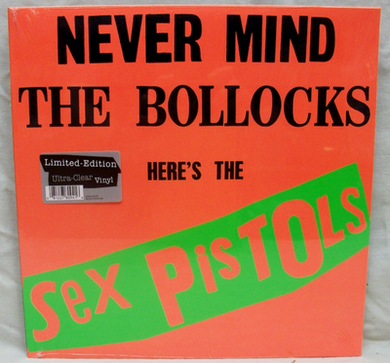 NEVER MIND
THE BOLLOCKS
HERE'S THE
Limited-Edition
Ultra-Clear Vinyl
Sex PisTOls